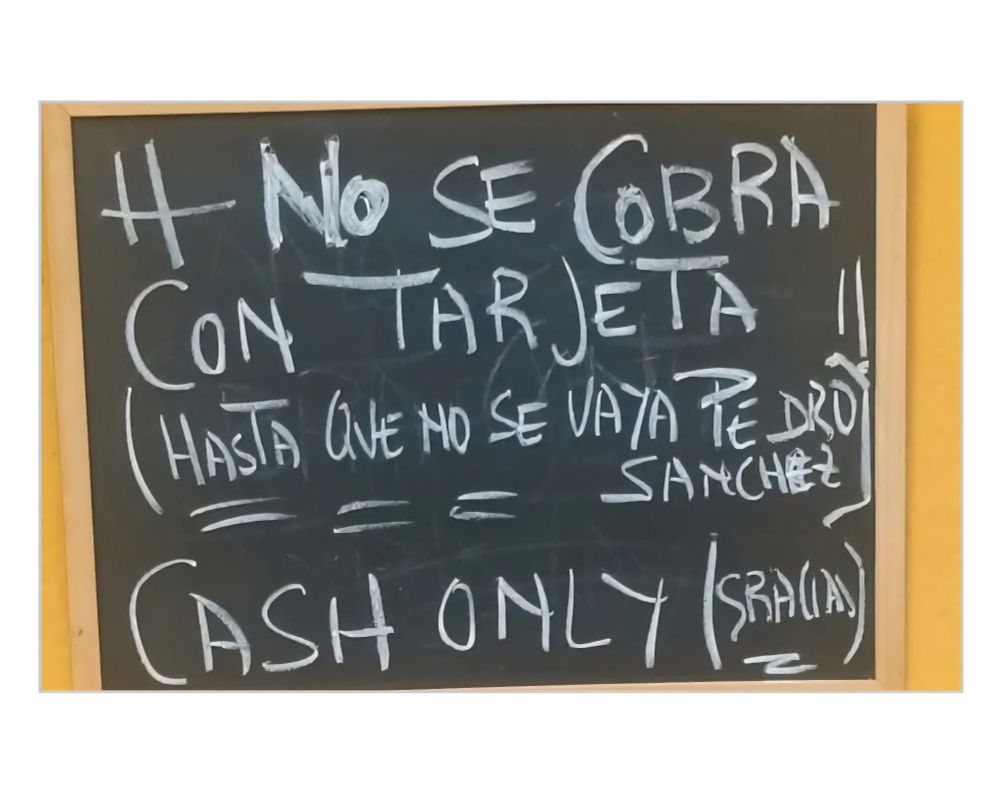 # NO SE COBRA
CON TARJETA !!
(HASTA QUE NO SE VAYA PEDRO
SANCHEZ)
CASH ONLY (GRACIAS)